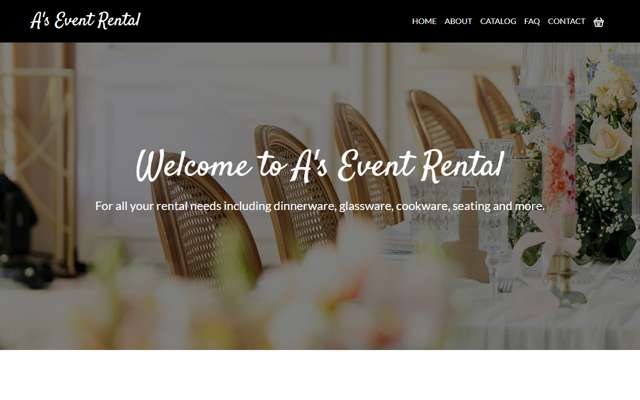 A's Event Rental
HOME ABOUT CATALOG FAQ CONTACT
Welcome to A's Event Rental
For all your rental needs including dinnerware, glassware, cookware, seating and more.